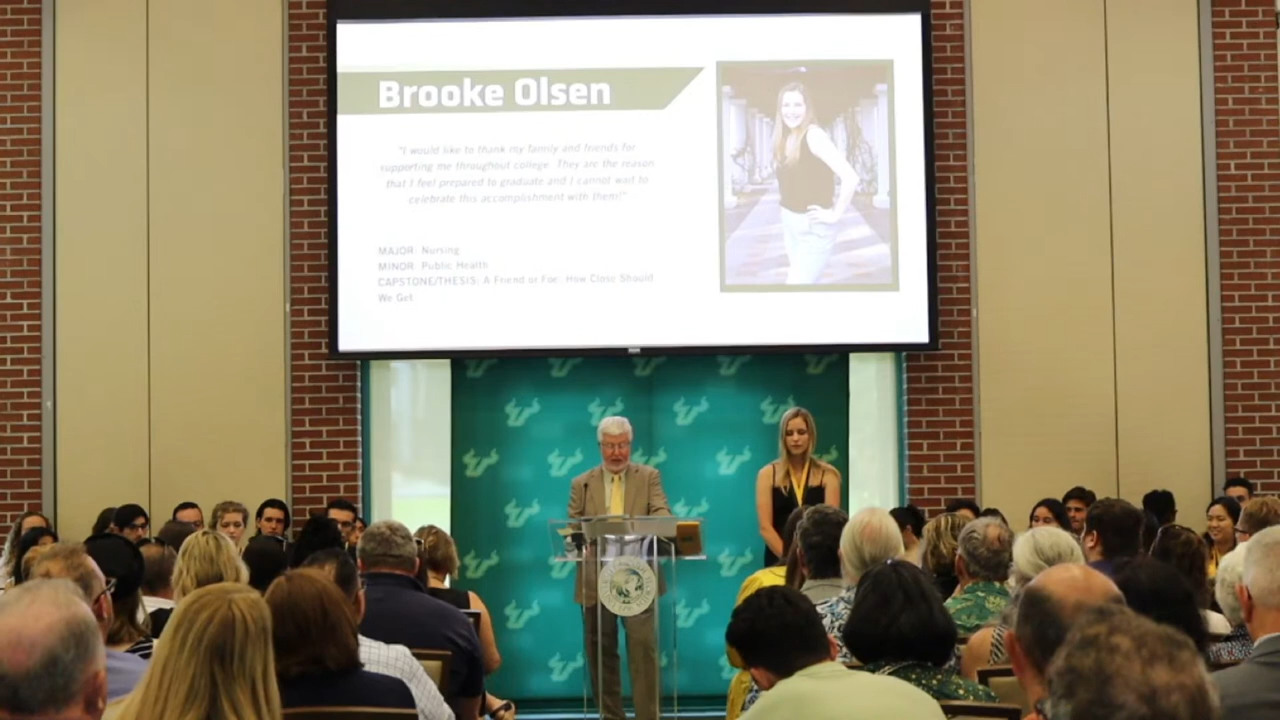 Brooke Olsen
"I would like to thank my family and friends for
supporting me throughout college. They are the reason
that I feel prepared to graduate and I cannot wait to
celebrate this accomplishment with them!"
MAJOR: Nursing
MINOR: Public Health
CAPSTONE/THESIS: A Friend or Foe: How Close Should
We Get